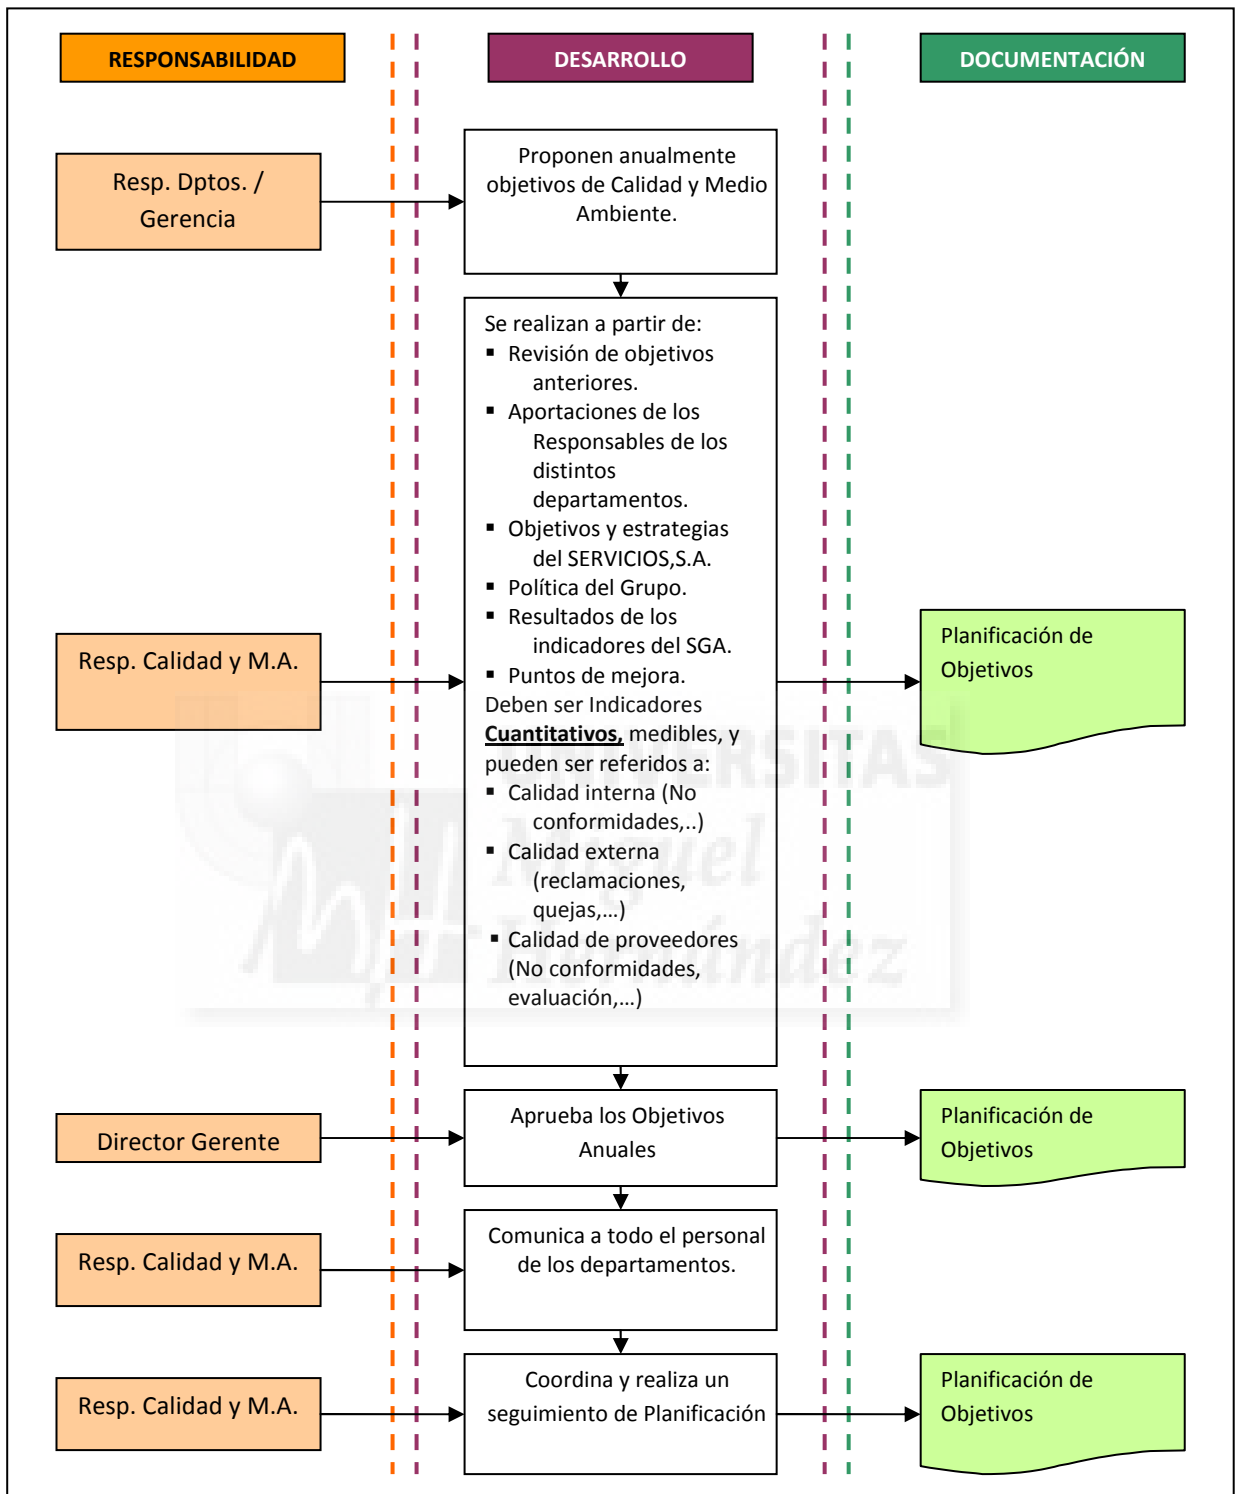 RESPONSABILIDAD
DESARROLLO
DOCUMENTACIÓN
Resp. Dptos. /
Gerencia
Proponen anualmente
objetivos de Calidad y Medio
Ambiente.
Se realizan a partir de:
▪ Revisión de objetivos
anteriores.
▪ Aportaciones de los
Responsables de los
distintos
departamentos.
▪ Objetivos y estrategias
del SERVICIOS,S.A.
▪ Política del Grupo.
▪ Resultados de los
indicadores del SGA.
▪ Puntos de mejora.
Deben ser Indicadores
Cuantitativos, medibles, y
pueden ser referidos a:
▪ Calidad interna (No
conformidades,..)
▪ Calidad externa
(reclamaciones,
quejas,...)
▪ Calidad de proveedores
(No conformidades,
evaluación,...)
Resp. Calidad y M.A.
Planificación de
Objetivos
Director Gerente
Aprueba los Objetivos
Anuales
Planificación de
Objetivos
Resp. Calidad y M.A.
Comunica a todo el personal
de los departamentos.
Resp. Calidad y M.A.
Coordina y realiza un
seguimiento de Planificación
Planificación de
Objetivos
UNIVERSITAS
Miguel
Hernández